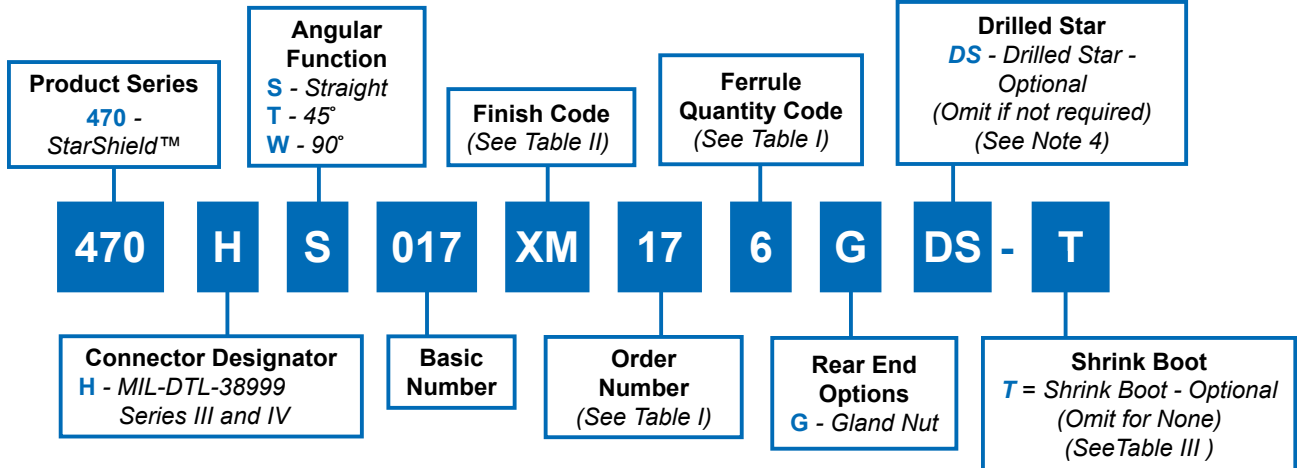 Product Series
470 -
StarShield™
Angular
Function
S - Straight
T - 45˚
W - 90˚
Finish Code
(See Table II)
Ferrule
Quantity Code
(See Table I)
Drilled Star
DS - Drilled Star -
Optional
(Omit if not required)
(See Note 4)
470 H S 017 XM 17 6 G DS - T
Connector Designator
H - MIL-DTL-38999
Series III and IV
Basic
Number
Order
Number
(See Table I)
Rear End
Options
G - Gland Nut
Shrink Boot
T = Shrink Boot - Optional
(Omit for None)
(SeeTable III )